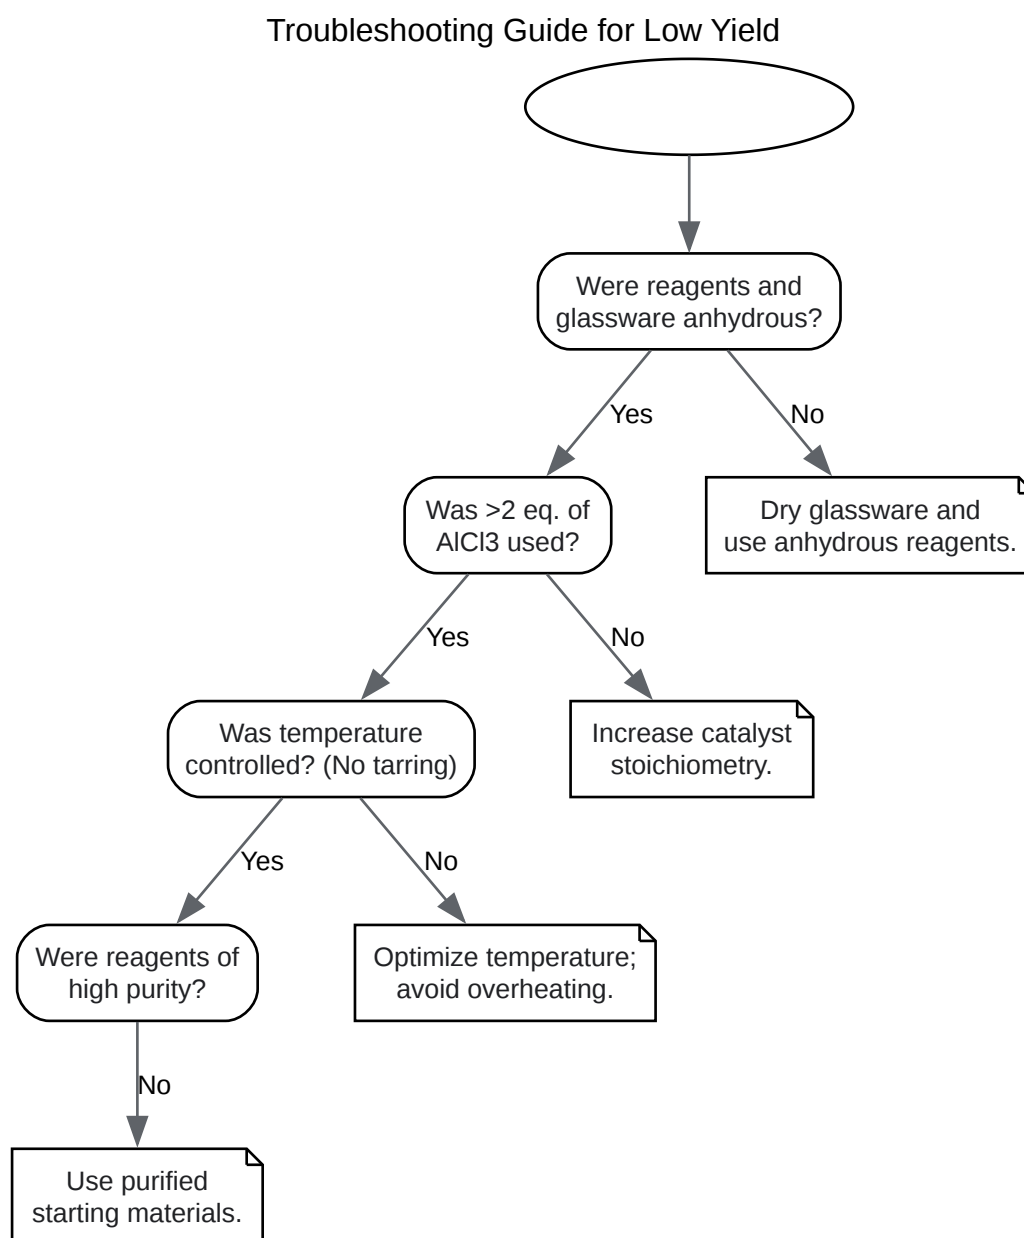 Troubleshooting Guide for Low Yield
Were reagents and
glassware anhydrous?
Yes
No
Was >2 eq. of
AlCl3 used?
Dry glassware and
use anhydrous reagents.
Yes
No
Was temperature
controlled? (No tarring)
Increase catalyst
stoichiometry.
Yes
No
Were reagents of
high purity?
Optimize temperature;
avoid overheating.
No
Use purified
starting materials.